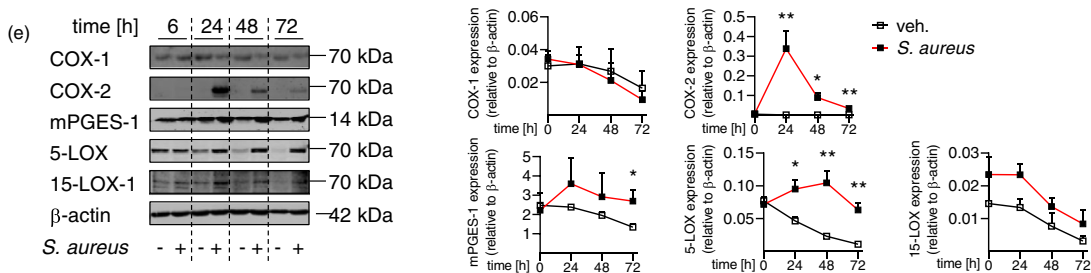 (e)
time [h] 6 24 48 72
COX-1 70 kDa
COX-2 70 kDa
mPGES-1 14 kDa
5-LOX 70 kDa
15-LOX-1 70 kDa
β-actin 42 kDa
S. aureus - + - + - + - +
COX-1 expression
(relative to β-actin)
0.06
0.04
0.02
time [h] 0 24 48 72
COX-2 expression
(relative to β-actin)
0.5
0.4
0.3
0.2
0.1
**
*
**
time [h] 0 24 48 72
veh.
S. aureus
mPGES-1 expression
(relative to β-actin)
5
4
3
2
1
*
time [h] 0 24 48 72
5-LOX expression
(relative to β-actin)
0.15
0.10
0.05
*
**
**
time [h] 0 24 48 72
15-LOX expression
(relative to β-actin)
0.03
0.02
0.01
time [h] 0 24 48 72